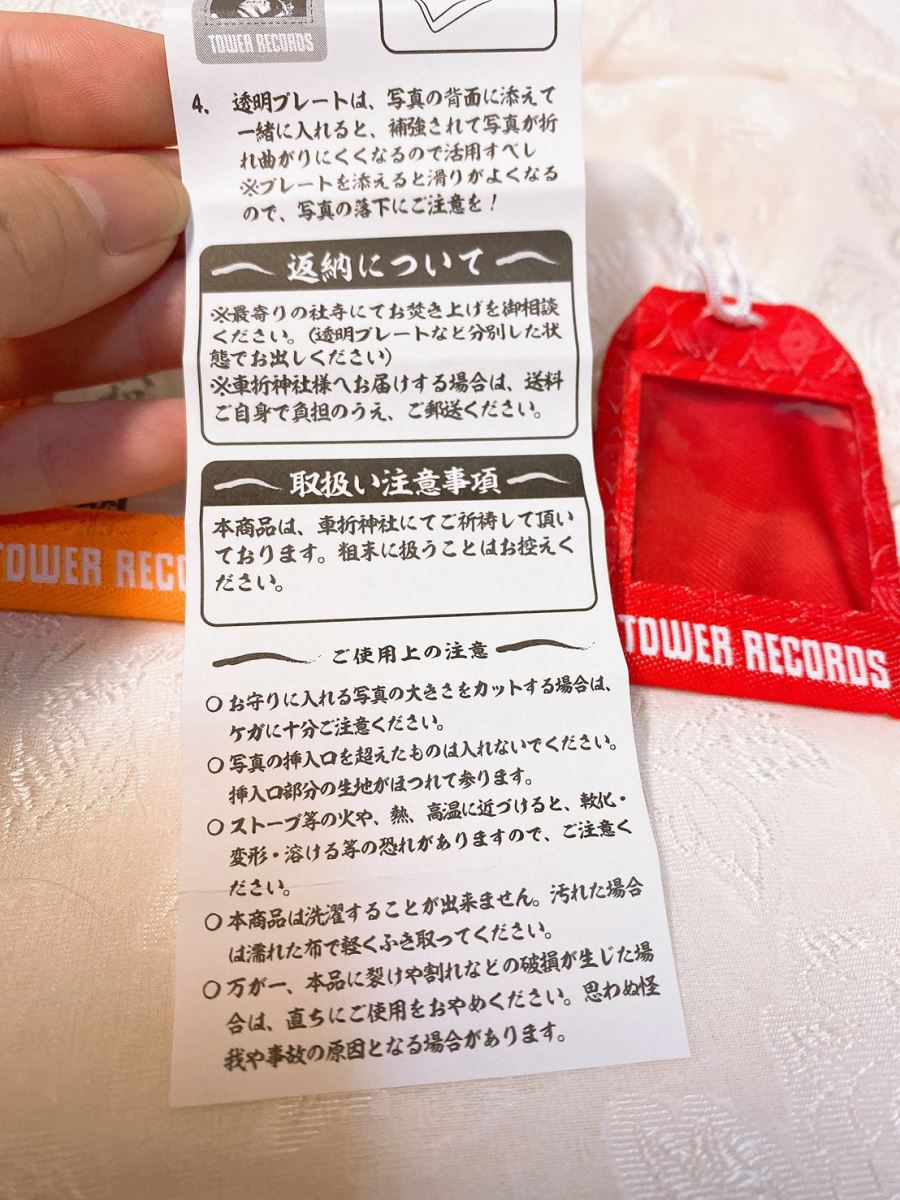 TOWER RECORDS
4. 透明プレートは、写真の背面に添えて
一緒に入れると、補強されて写真が折
れ曲がりにくくなるので活用すべし
※プレートを添えると滑りがよくなる
ので、写真の落下にご注意を！
返納について
※最寄りの社寺にてお焚き上げを御相談
ください。（透明プレートなど分別した状
態でお出しください）
※車折神社様へお届けする場合は、送料
ご自身で負担のうえ、ご郵送ください。
取扱い注意事項
本商品は、車折神社にてご祈祷して頂い
ております。粗末に扱うことはお控えく
ださい。
ご使用上の注意
○お守りに入れる写真の大きさをカットする場合は、
ケガに十分ご注意ください。
○写真の挿入口を超えたものは入れないでください。
挿入口部分の生地がほつれて参ります。
○ストーブ等の火や、熱、高温に近づけると、軟化・
変形・溶ける等の恐れがありますので、ご注意く
ださい。
○本商品は洗濯することが出来ません。汚れた場合
は濡れた布で軽くふき取ってください。
○万が一、本品に裂けや割れなどの破損が生じた場
合は、直ちにご使用をおやめください。思わぬ怪
我や事故の原因となる場合があります。
TOWER RECO
TOWER RECORDS